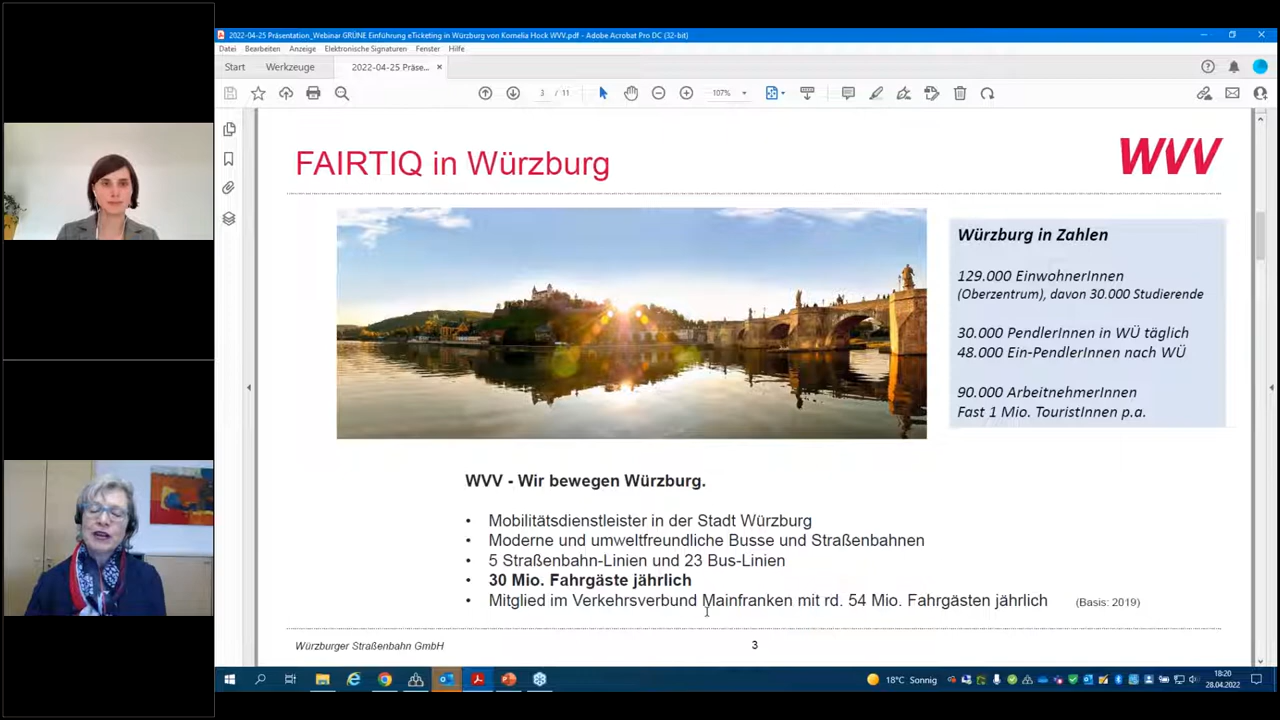 2022-04-25 Präsentation_Webinar GRÜNE Einführung eTicketing in Würzburg von Kornelia Hock WVV.pdf - Adobe Acrobat Pro DC (32-bit)
Datei Bearbeiten Anzeige Elektronische Signaturen Fenster Hilfe
Start Werkzeuge 2022-04-25 Präse... ×
3 / 11 107%
FAIRTIQ in Würzburg
WVV
Würzburg in Zahlen
129.000 EinwohnerInnen
(Oberzentrum), davon 30.000 Studierende
30.000 PendlerInnen in WÜ täglich
48.000 Ein-PendlerInnen nach WÜ
90.000 ArbeitnehmerInnen
Fast 1 Mio. TouristInnen p.a.
WVV - Wir bewegen Würzburg.
• Mobilitätsdienstleister in der Stadt Würzburg
• Moderne und umweltfreundliche Busse und Straßenbahnen
• 5 Straßenbahn-Linien und 23 Bus-Linien
• 30 Mio. Fahrgäste jährlich
• Mitglied im Verkehrsverbund Mainfranken mit rd. 54 Mio. Fahrgästen jährlich (Basis: 2019)
Würzburger Straßenbahn GmbH 3
18°C Sonnig 18:20
28.04.2022